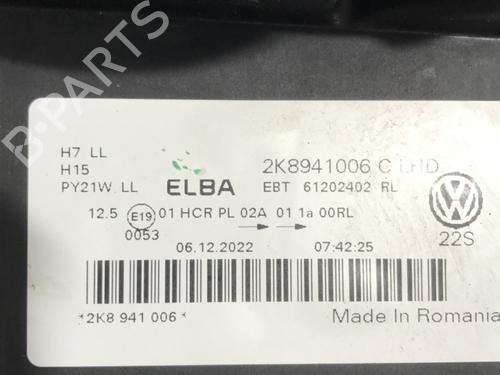 H7 LL
H15
PY21W LL
ELBA
2K8941006 C LHD
EBT 61202402 RL
12.5 E19 01 HCR PL 02A 01 1a 00RL
0053
06.12.2022 07:42:25
22S
*2K8 941 006*
Made In Romania